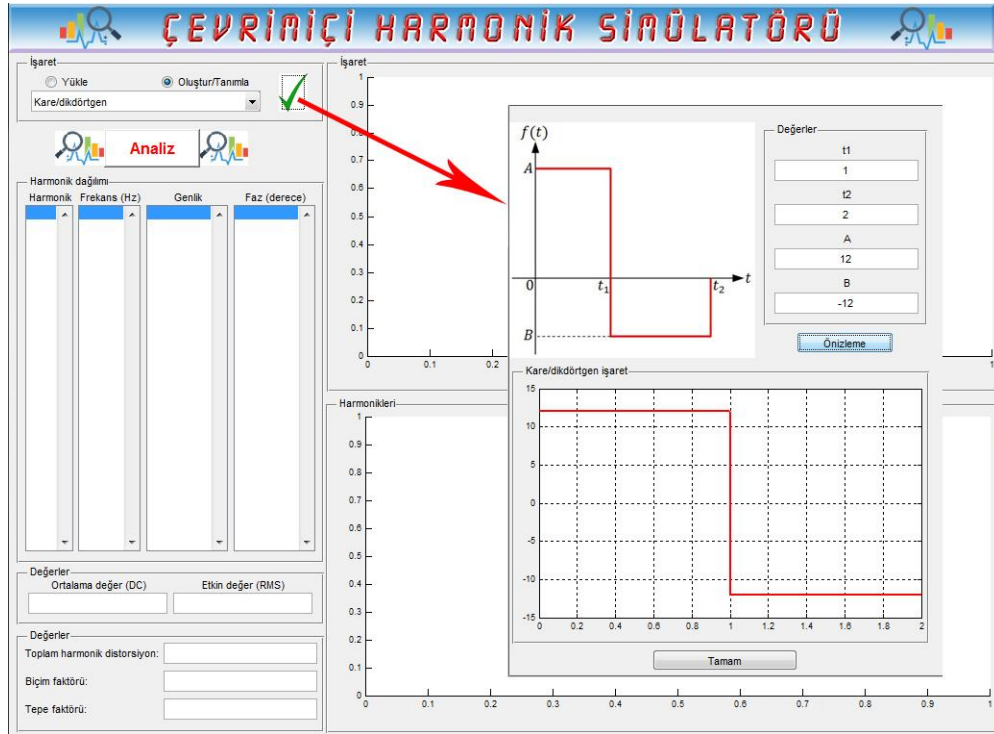 ÇEVRİMİÇİ HARMONİK SİMÜLATÖRÜ
İşaret
Yükle
Oluştur/Tanımla
Kare/dikdörtgen
Analiz
Harmonik dağılımı
Harmonik Frekans (Hz) Genlik Faz (derece)
Değerler
Ortalama değer (DC) Etkin değer (RMS)
Değerler
Toplam harmonik distorsiyon:
Biçim faktörü:
Tepe faktörü:
İşaret
1
0.9
0.8
0.7
0.6
0.5
0.4
0.3
0.2
0.1
0
0 0.1 0.2 1
Harmonikleri
1
0.9
0.8
0.7
0.6
0.5
0.4
0.3
0.2
0.1
0
0 0.1 0.2 0.3 0.4 0.5 0.6 0.7 0.8 0.9 1
f(t)
A
0 t1 t2 t
B
Değerler
t1
1
t2
2
A
12
B
-12
Önizleme
Kare/dikdörtgen işaret
15
10
5
0
-5
-10
-15
0 0.2 0.4 0.6 0.8 1 1.2 1.4 1.6 1.8 2
Tamam